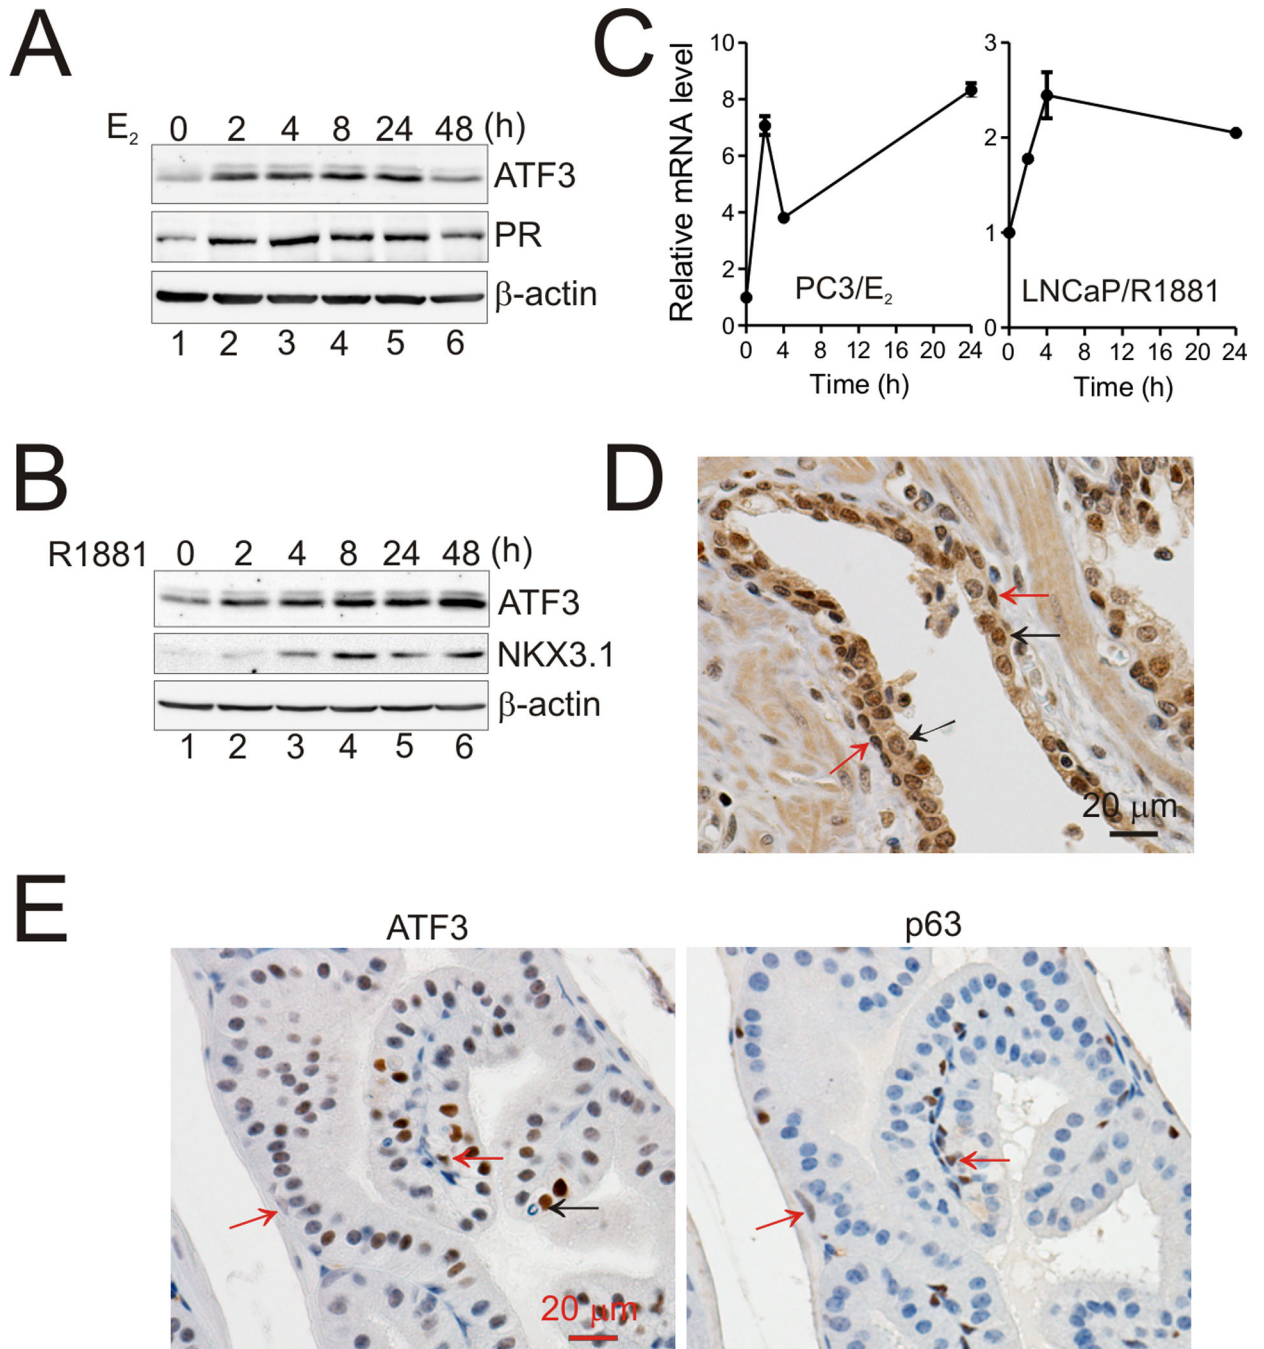 A
E₂ 0 2 4 8 24 48 (h)
ATF3
PR
β-actin
1 2 3 4 5 6
C
Relative mRNA level
10
8
6
4
2
0
0 4 8 12 16 20 24
Time (h)
PC3/E₂
3
2
1
0
0 4 8 12 16 20 24
Time (h)
LNCaP/R1881
B
R1881 0 2 4 8 24 48 (h)
ATF3
NKX3.1
β-actin
1 2 3 4 5 6
D
20 μm
E
ATF3
p63
20 μm